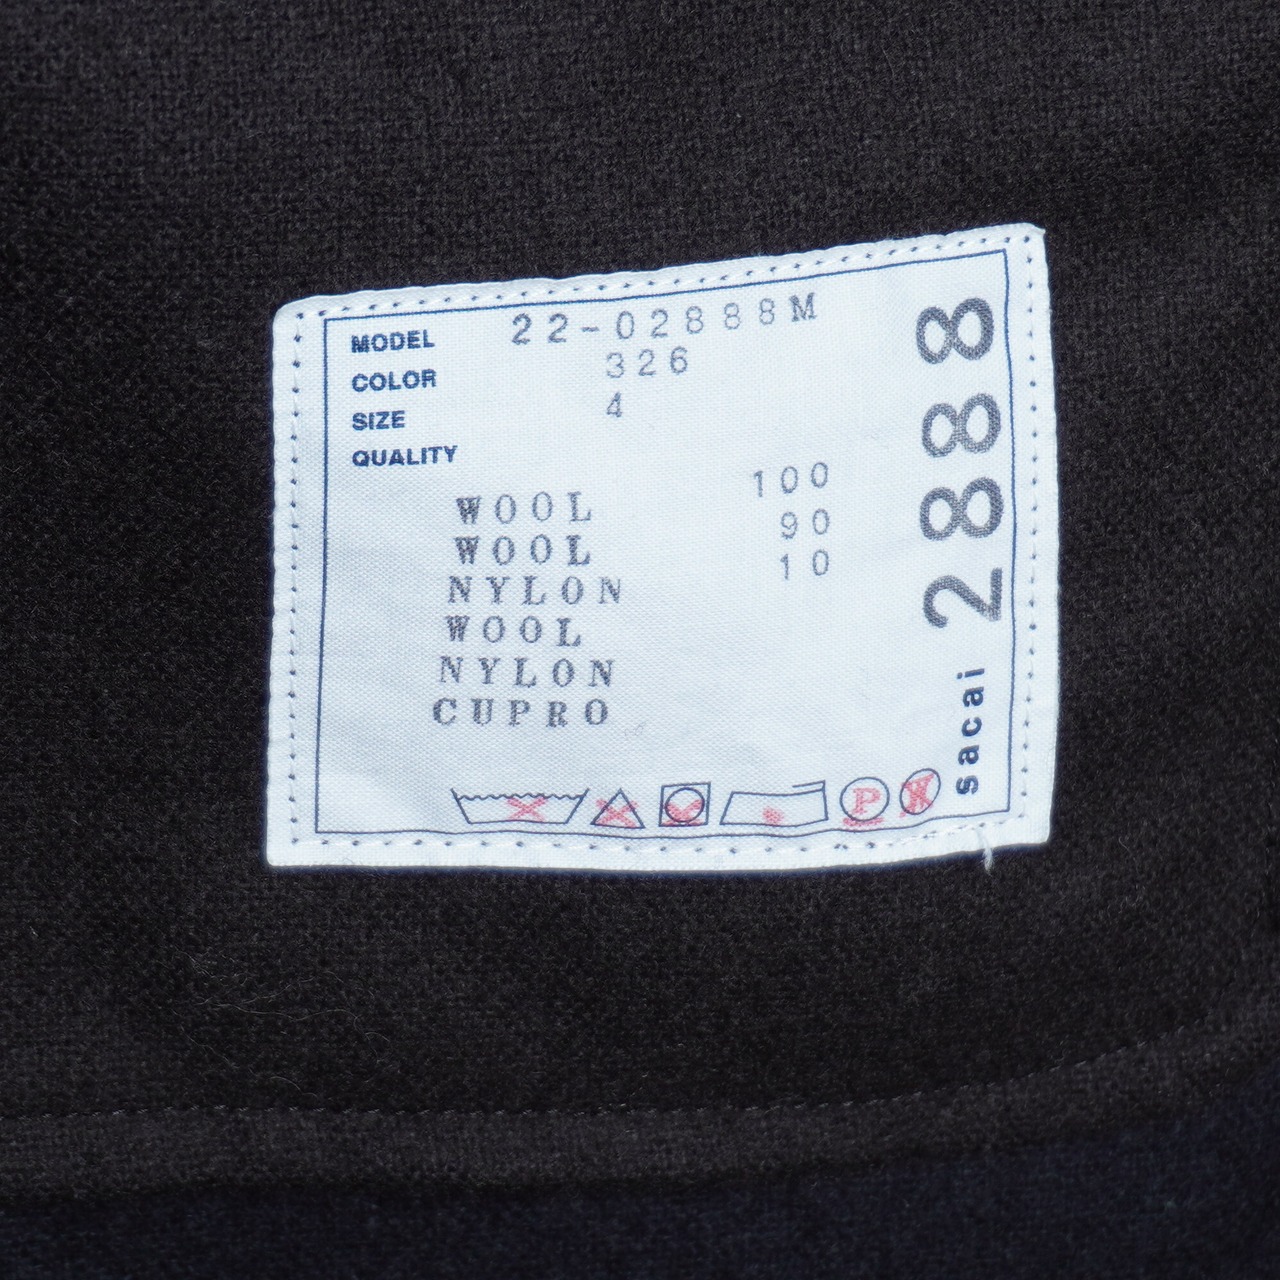 MODEL 22-02888M
COLOR 326
SIZE 4
QUALITY
WOOL 100
WOOL 90
NYLON 10
WOOL
NYLON
CUPRO
P
W
sacai 2888